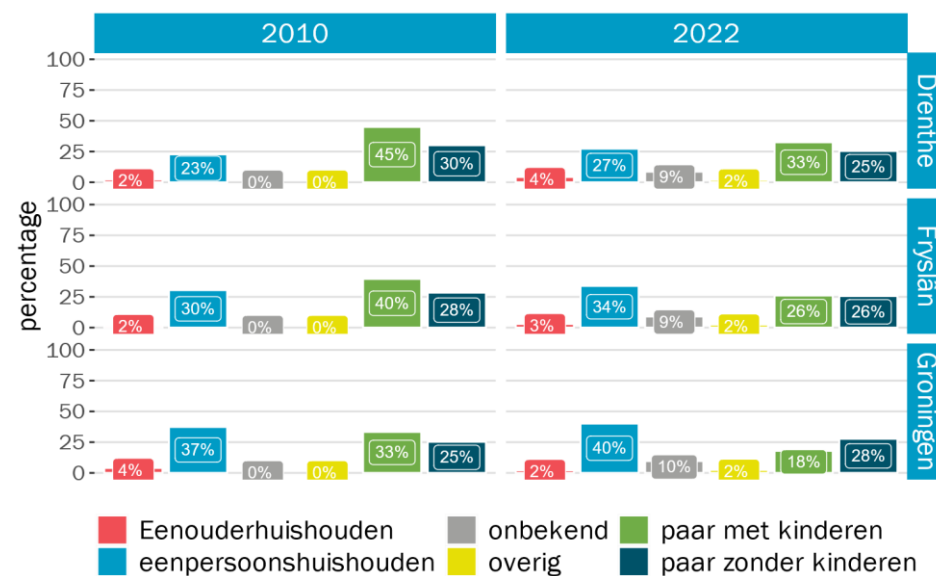 2010 2022
100
75
50
25
0
2% 23% 0% 0% 45% 30%
4% 27% 9% 2% 33% 25%
Drenthe
100
75
50
25
0
2% 30% 0% 0% 40% 28%
3% 34% 9% 2% 26% 26%
Fryslän
100
75
50
25
0
4% 37% 0% 0% 33% 25%
2% 40% 10% 2% 18% 28%
Groningen
percentage
Eenouderhuishouden onbekend paar met kinderen
eenpersoonshuishouden overig paar zonder kinderen